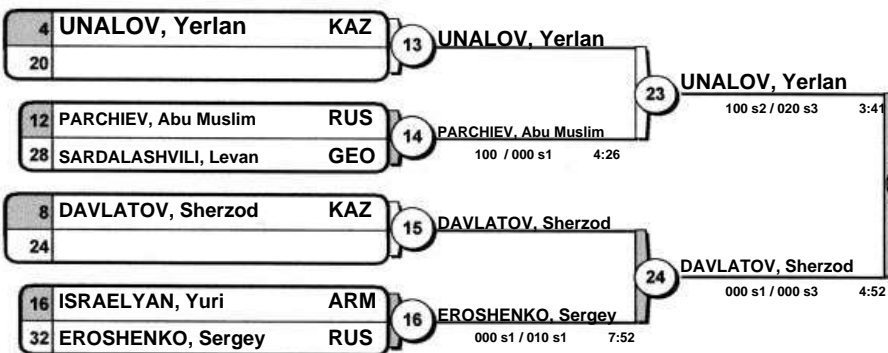 4 UNALOV, Yerlan KAZ
20
13 UNALOV, Yerlan
12 PARCHIEV, Abu Muslim RUS
28 SARDALASHVILI, Levan GEO
14 PARCHIEV, Abu Muslim
100 / 000 s1 4:26
23 UNALOV, Yerlan
100 s2 / 020 s3 3:41
8 DAVLATOV, Sherzod KAZ
24
15 DAVLATOV, Sherzod
16 ISRAELYAN, Yuri ARM
32 EROSHENKO, Sergey RUS
16 EROSHENKO, Sergey
000 s1 / 010 s1 7:52
24 DAVLATOV, Sherzod
000 s1 / 000 s3 4:52